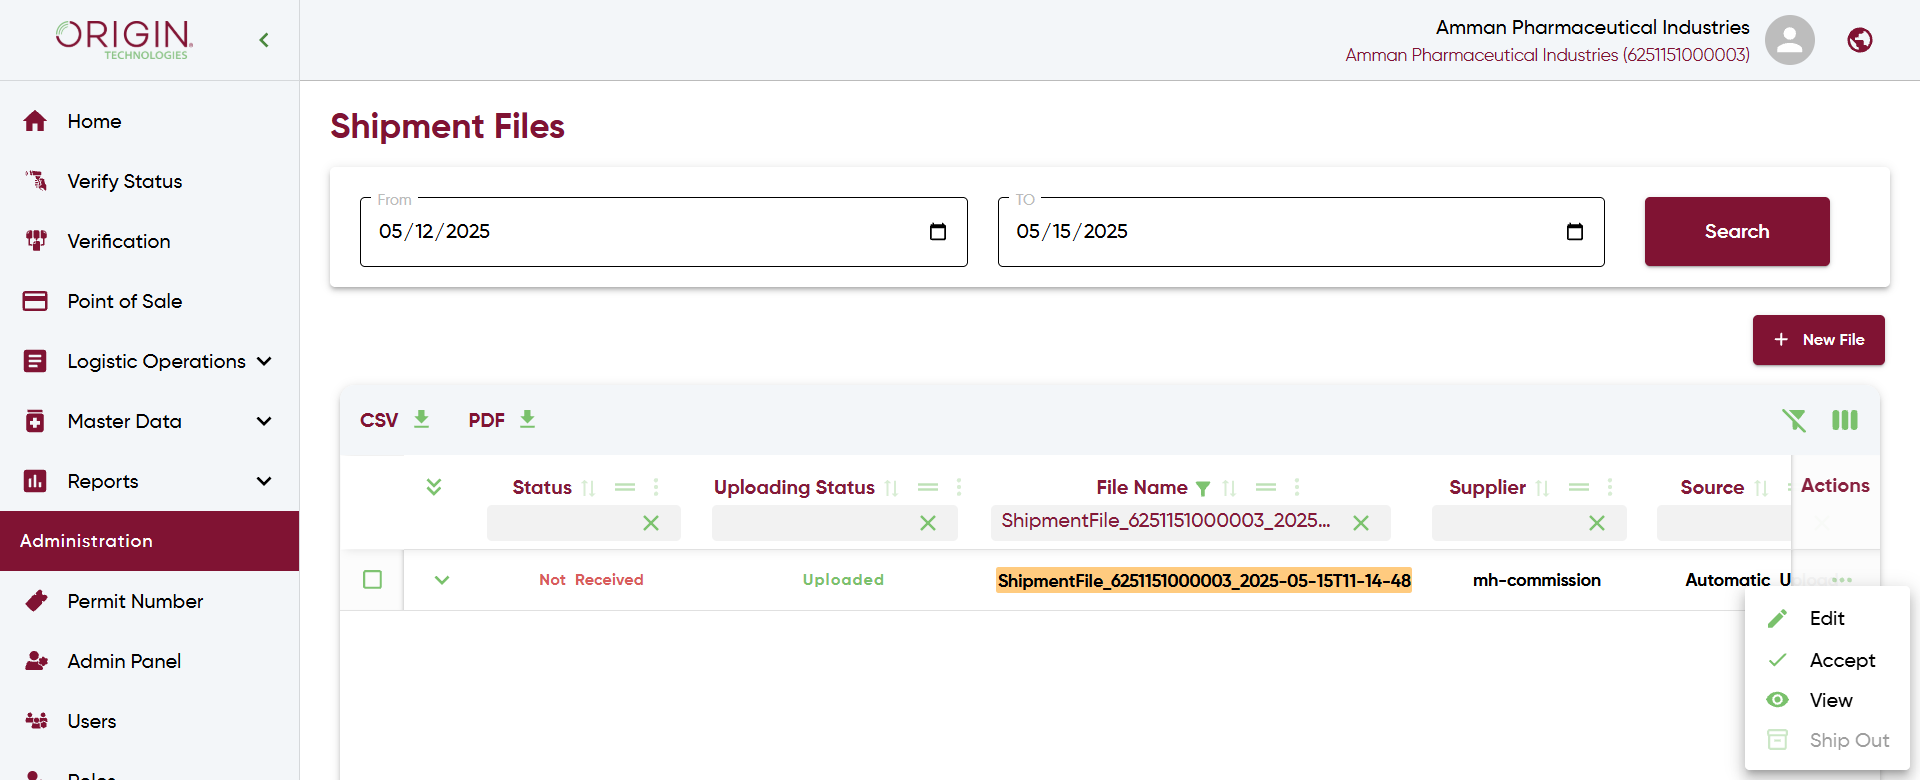 ORIGIN
TECHNOLOGIES
Amman Pharmaceutical Industries
Amman Pharmaceutical Industries (6251151000003)
Home
Verify Status
Verification
Point of Sale
Logistic Operations
Master Data
Reports
Administration
Permit Number
Admin Panel
Users
Roles
Shipment Files
From
05/12/2025
TO
05/15/2025
Search
+ New File
CSV
PDF
Status
Uploading Status
File Name
Supplier
Source
Actions
ShipmentFile_6251151000003_2025...
Not Received
Uploaded
ShipmentFile_6251151000003_2025-05-15T11-14-48
mh-commission
Automatic Upload
Edit
Accept
View
Ship Out